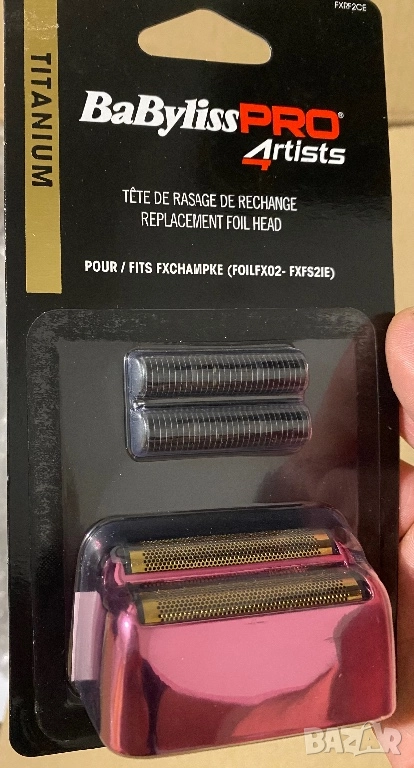 FXRF2CE
TITANIUM
BaBylissPRO®
4rtists
TÊTE DE RASAGE DE RECHANGE
REPLACEMENT FOIL HEAD
POUR / FITS FXCHAMPKE (FOILFX02- FXFS2IE)
BAZAR